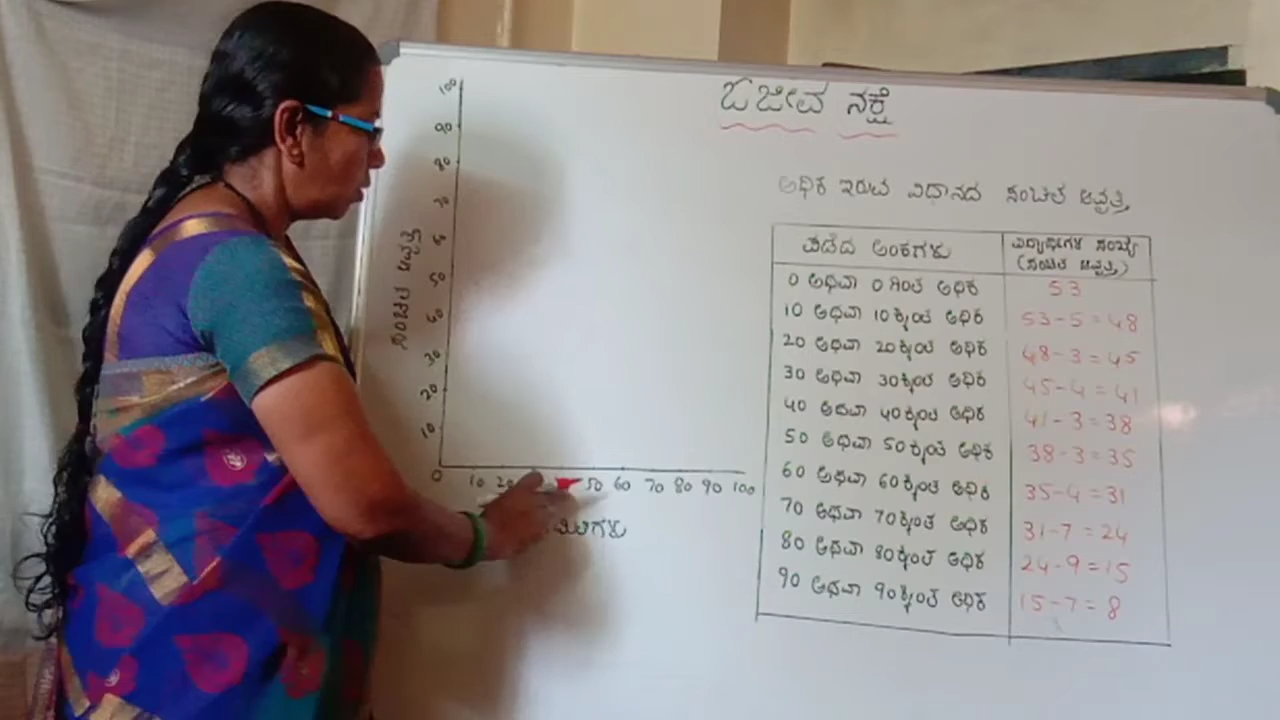 ಓಜೀವ ನಕ್ಷೆ
ಅಧಿಕ ಇರುವ ವಿಧಾನದ ಸಂಚಿತ ಆವೃತ್ತಿ
ಪಡೆದ ಅಂಕಗಳು ವಿದ್ಯಾರ್ಥಿಗಳ ಸಂಖ್ಯೆ
(ಸಂಚಿತ ಆವೃತ್ತಿ)
0 ಅಥವಾ 0 ಗಿಂತ ಅಧಿಕ 53
10 ಅಥವಾ 10ಕ್ಕಿಂತ ಅಧಿಕ 53-5=48
20 ಅಥವಾ 20ಕ್ಕಿಂತ ಅಧಿಕ 48-3=45
30 ಅಥವಾ 30ಕ್ಕಿಂತ ಅಧಿಕ 45-4=41
40 ಅಥವಾ 40ಕ್ಕಿಂತ ಅಧಿಕ 41-3=38
50 ಅಥವಾ 50ಕ್ಕಿಂತ ಅಧಿಕ 38-3=35
60 ಅಥವಾ 60ಕ್ಕಿಂತ ಅಧಿಕ 35-4=31
70 ಅಥವಾ 70ಕ್ಕಿಂತ ಅಧಿಕ 31-7=24
80 ಅಥವಾ 80ಕ್ಕಿಂತ ಅಧಿಕ 24-9=15
90 ಅಥವಾ 90ಕ್ಕಿಂತ ಅಧಿಕ 15-7=8
100
90
80
70
50
40
30
20
10
ಸಂಚಿತ ಆವೃತ್ತಿ
0 10 20 50 60 70 80 90 100
ಮಿತಿಗಳು